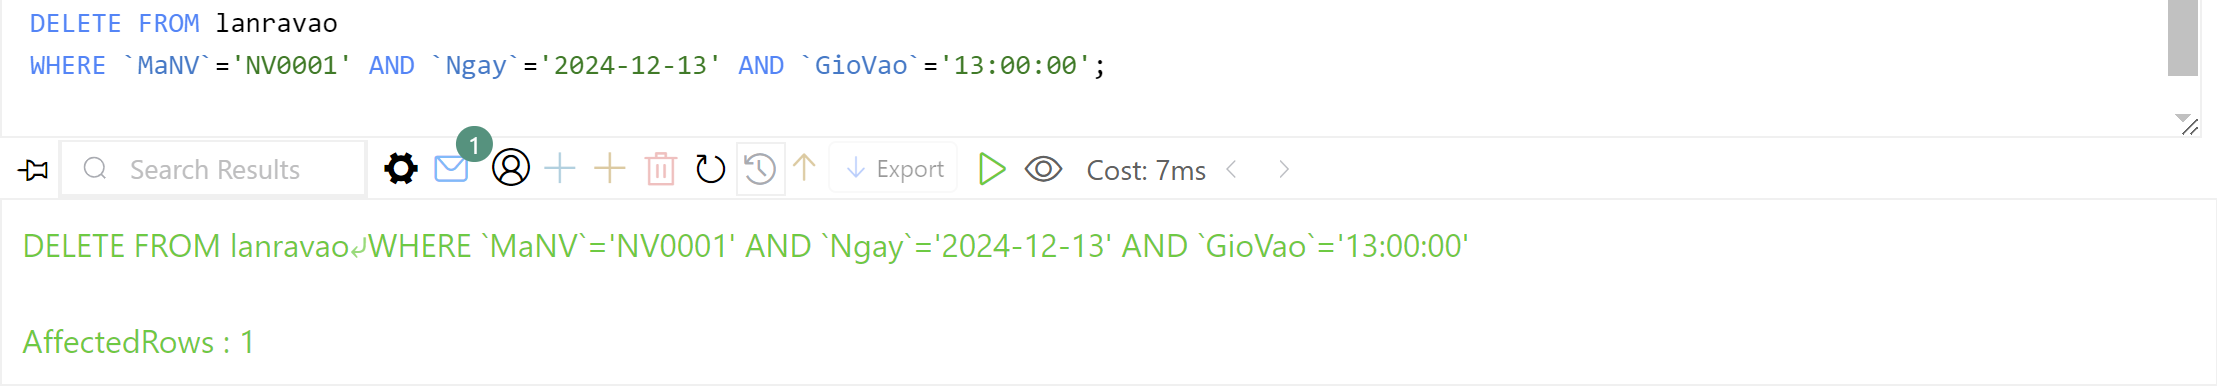 DELETE FROM lanravao
WHERE `MaNV`='NV0001' AND `Ngay`='2024-12-13' AND `GioVao`='13:00:00';
Search Results 1 Export Cost: 7ms
DELETE FROM lanravao↵WHERE `MaNV`='NV0001' AND `Ngay`='2024-12-13' AND `GioVao`='13:00:00'
AffectedRows : 1